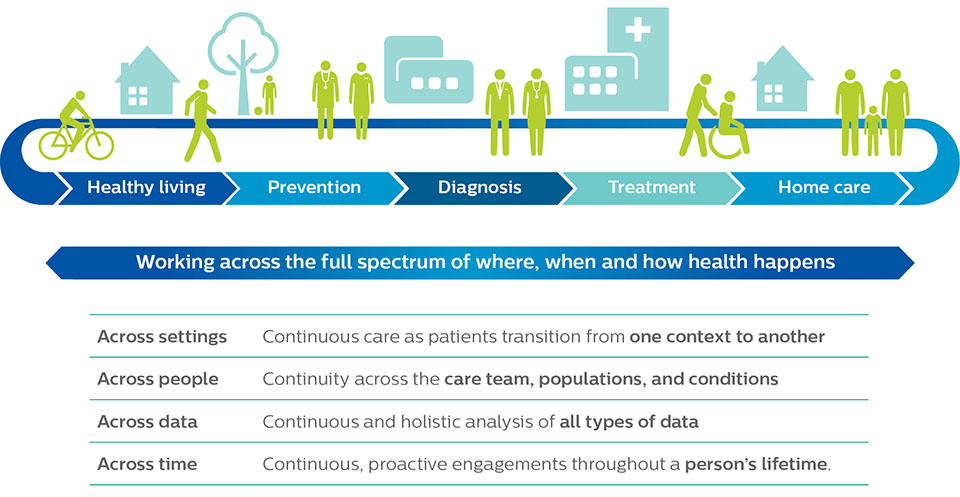 Healthy living
Prevention
Diagnosis
Treatment
Home care
Working across the full spectrum of where, when and how health happens
Across settings Continuous care as patients transition from one context to another
Across people Continuity across the care team, populations, and conditions
Across data Continuous and holistic analysis of all types of data
Across time Continuous, proactive engagements throughout a person’s lifetime.